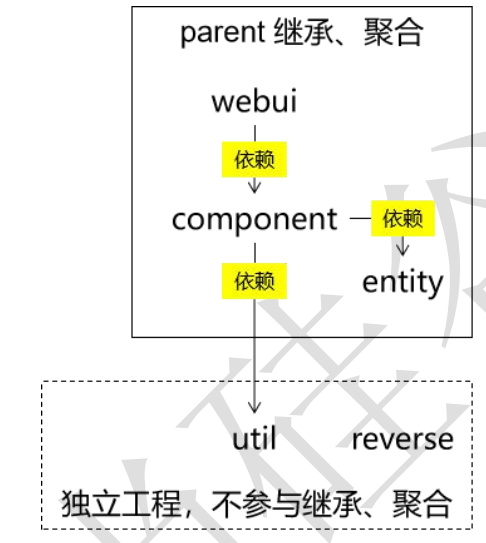 parent 继承、聚合
webui
依赖
component
依赖
依赖
entity
util
reverse
独立工程，不参与继承、聚合